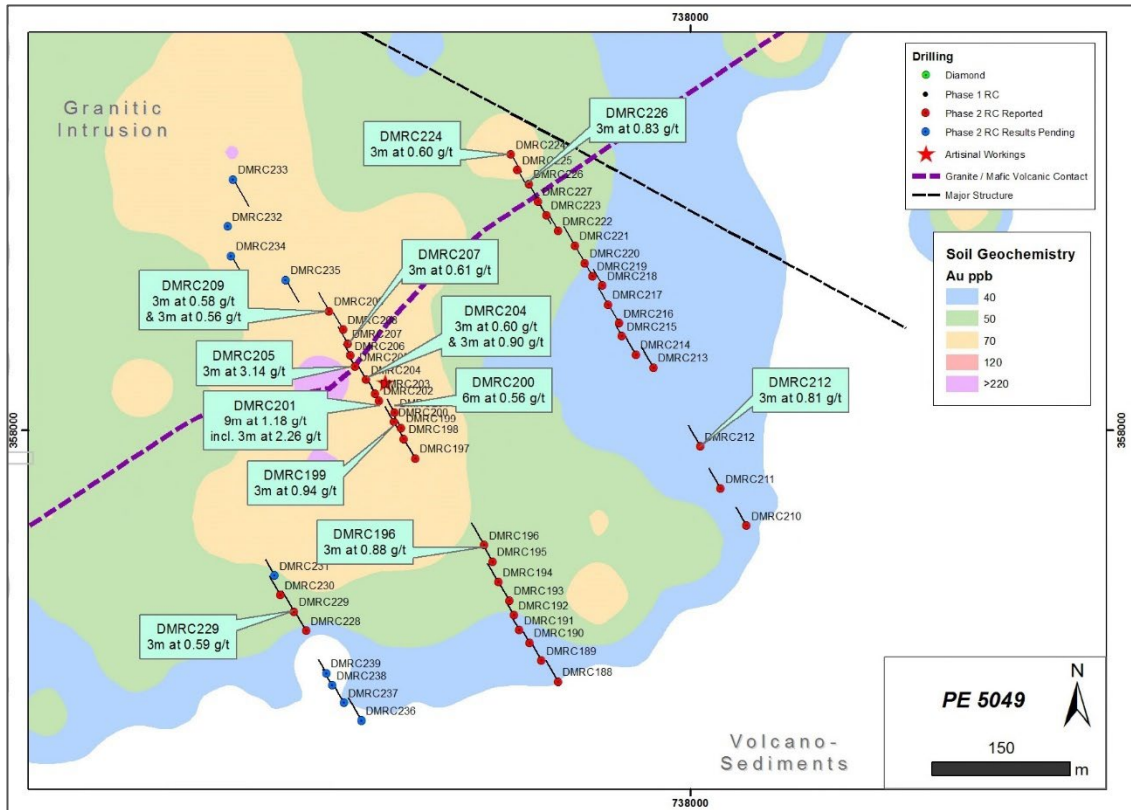 738000
Granitic
Intrusion
DMRC233
DMRC232
DMRC234
DMRC235
DMRC224
3m at 0.60 g/t
DMRC226
3m at 0.83 g/t
DMRC224
DMRC225
DMRC226
DMRC227
DMRC223
DMRC222
DMRC221
DMRC220
DMRC219
DMRC218
DMRC217
DMRC216
DMRC215
DMRC214
DMRC213
DMRC207
3m at 0.61 g/t
DMRC209
3m at 0.58 g/t
& 3m at 0.56 g/t
DMRC204
3m at 0.60 g/t
& 3m at 0.90 g/t
DMRC205
3m at 3.14 g/t
DMRC200
6m at 0.56 g/t
DMRC201
9m at 1.18 g/t
incl. 3m at 2.26 g/t
DMRC199
3m at 0.94 g/t
DMRC208
DMRC207
DMRC206
DMRC204
DMRC203
DMRC202
DMRC200
DMRC199
DMRC198
DMRC197
DMRC212
3m at 0.81 g/t
DMRC212
DMRC211
DMRC210
358000
358000
DMRC196
3m at 0.88 g/t
DMRC196
DMRC195
DMRC194
DMRC193
DMRC192
DMRC191
DMRC190
DMRC189
DMRC188
DMRC231
DMRC230
DMRC229
DMRC228
DMRC229
3m at 0.59 g/t
DMRC239
DMRC238
DMRC237
DMRC236
Volcano-
Sediments
738000
Drilling
Diamond
Phase 1 RC
Phase 2 RC Reported
Phase 2 RC Results Pending
Artisinal Workings
Granite / Mafic Volcanic Contact
Major Structure
Soil Geochemistry
Au ppb
40
50
70
120
>220
PE 5049
N
150
m